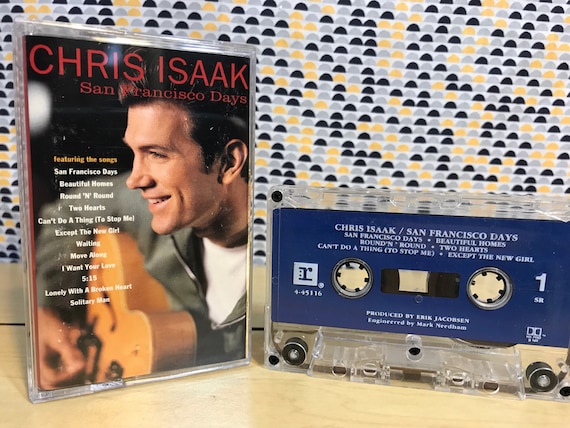 CHRIS ISAAK
San Francisco Days
featuring the songs
San Francisco Days
Beautiful Homes
Round 'N' Round
Two Hearts
Can't Do A Thing (To Stop Me)
Except The New Girl
Waiting
Move Along
I Want Your Love
5:15
Lonely With A Broken Heart
Solitary Man
CHRIS ISAAK / SAN FRANCISCO DAYS
SAN FRANCISCO DAYS • BEAUTIFUL HOMES
ROUND 'N' ROUND • TWO HEARTS
CAN'T DO A THING (TO STOP ME) • EXCEPT THE NEW GIRL
r
4-45116
1
SR
PRODUCED BY ERIK JACOBSEN
Engineered by Mark Needham